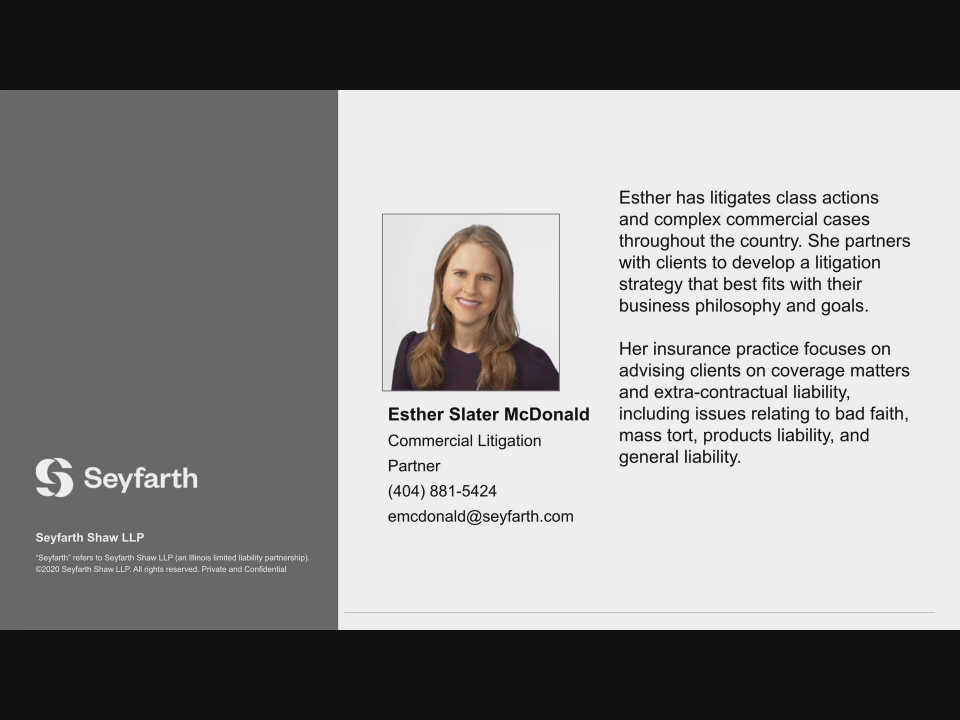 Esther Slater McDonald
Commercial Litigation
Partner
(404) 881-5424
emcdonald@seyfarth.com
Esther has litigates class actions
and complex commercial cases
throughout the country. She partners
with clients to develop a litigation
strategy that best fits with their
business philosophy and goals.
Her insurance practice focuses on
advising clients on coverage matters
and extra-contractual liability,
including issues relating to bad faith,
mass tort, products liability, and
general liability.
Seyfarth
Seyfarth Shaw LLP
“Seyfarth” refers to Seyfarth Shaw LLP (an Illinois limited liability partnership).
©2020 Seyfarth Shaw LLP. All rights reserved. Private and Confidential